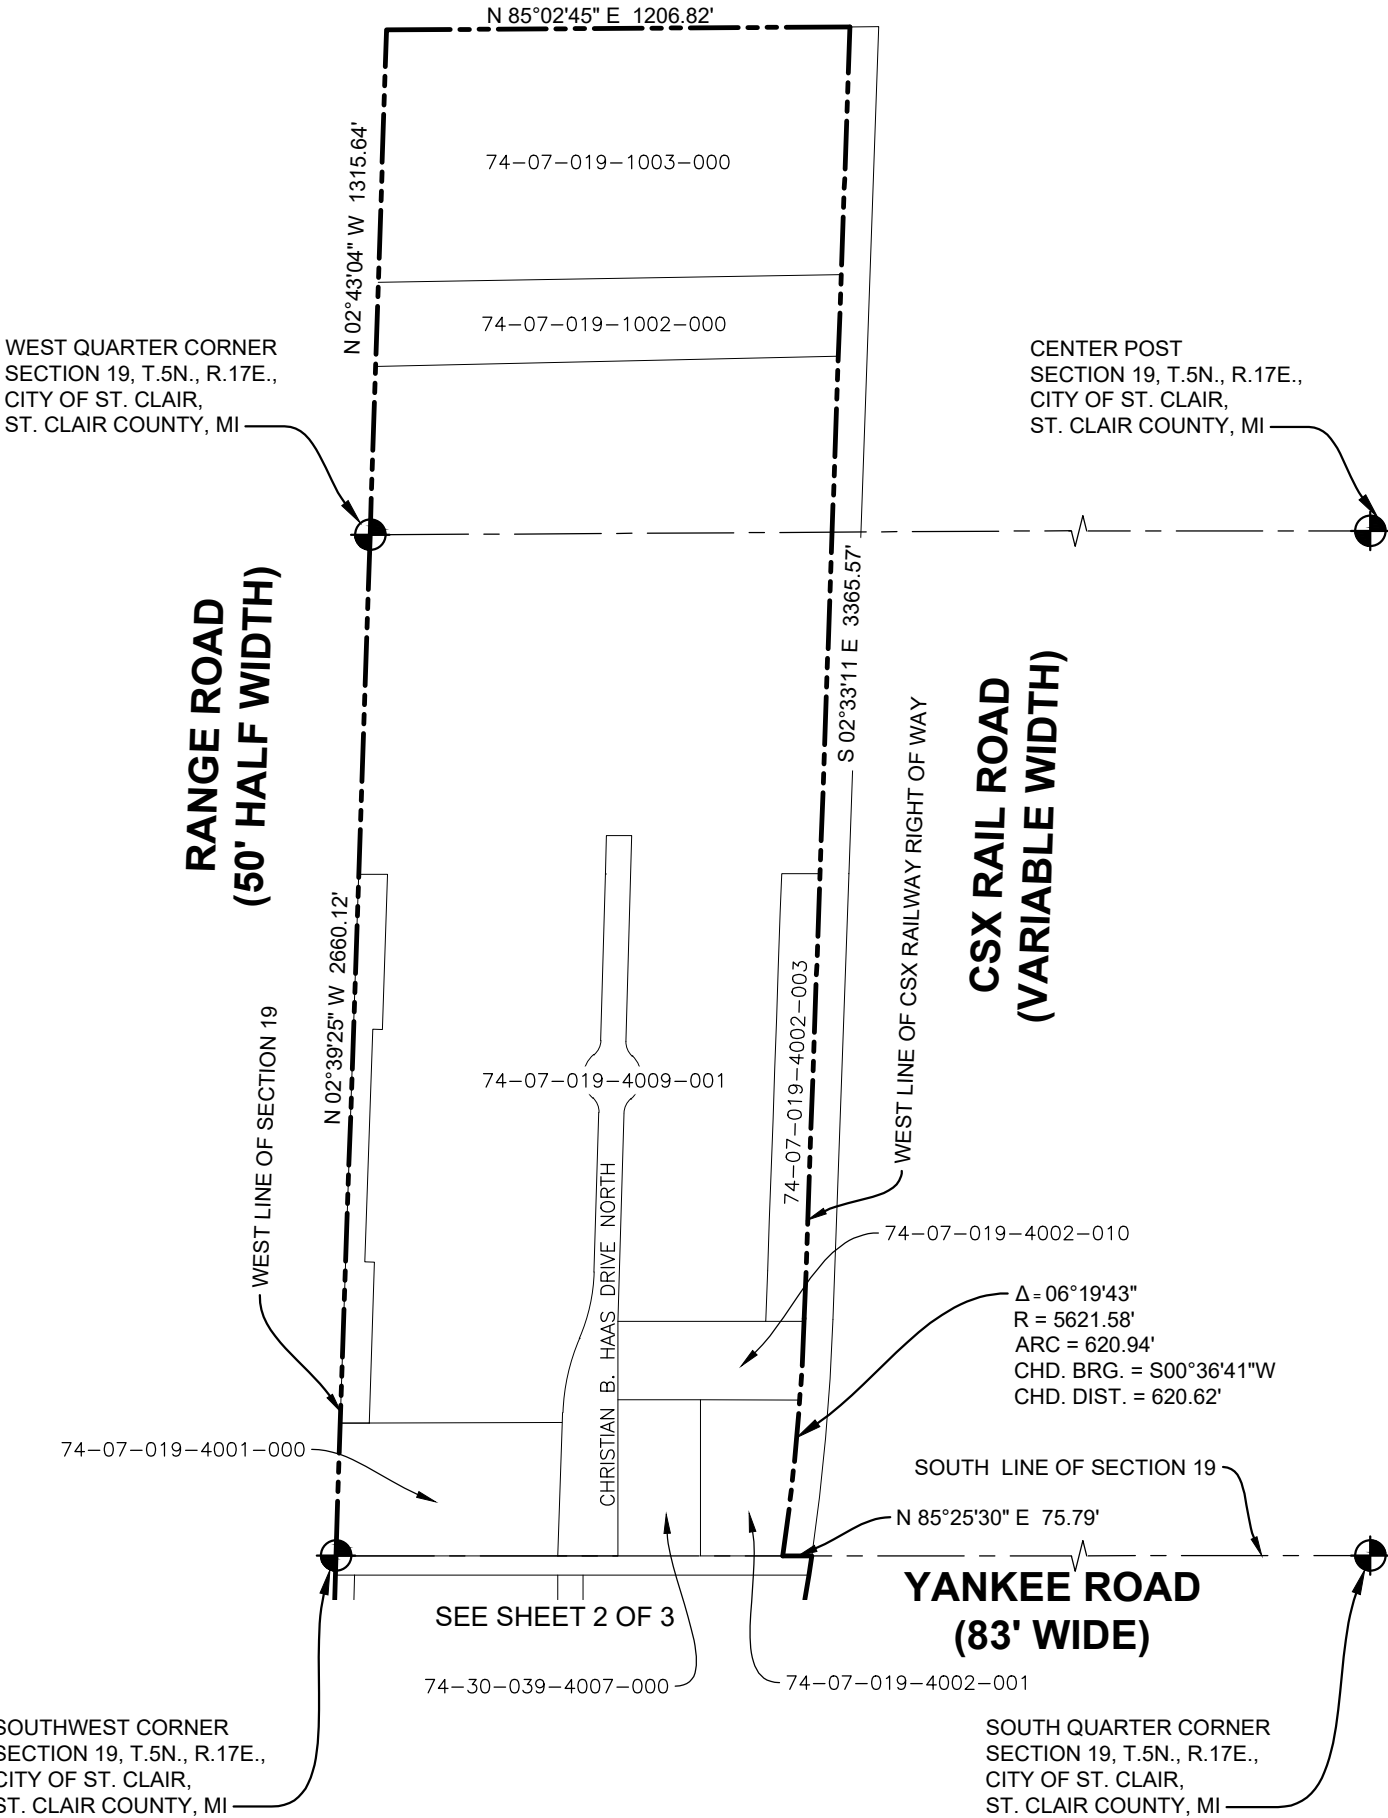 N 85°02'45" E 1206.82'
N 02°43'04" W 1315.64'
74-07-019-1003-000
74-07-019-1002-000
WEST QUARTER CORNER
SECTION 19, T.5N., R.17E.,
CITY OF ST. CLAIR,
ST. CLAIR COUNTY, MI
CENTER POST
SECTION 19, T.5N., R.17E.,
CITY OF ST. CLAIR,
ST. CLAIR COUNTY, MI
RANGE ROAD
(50' HALF WIDTH)
S 02°33'11 E 3365.57'
WEST LINE OF CSX RAILWAY RIGHT OF WAY
CSX RAIL ROAD
(VARIABLE WIDTH)
N 02°39'25" W 2660.12'
WEST LINE OF SECTION 19
74-07-019-4009-001
74-07-019-4002-003
CHRISTIAN B. HAAS DRIVE NORTH
74-07-019-4002-010
Δ = 06°19'43"
R = 5621.58'
ARC = 620.94'
CHD. BRG. = S00°36'41"W
CHD. DIST. = 620.62'
74-07-019-4001-000
SOUTH LINE OF SECTION 19
N 85°25'30" E 75.79'
YANKEE ROAD
(83' WIDE)
SEE SHEET 2 OF 3
74-30-039-4007-000
74-07-019-4002-001
SOUTHWEST CORNER
SECTION 19, T.5N., R.17E.,
CITY OF ST. CLAIR,
ST. CLAIR COUNTY, MI
SOUTH QUARTER CORNER
SECTION 19, T.5N., R.17E.,
CITY OF ST. CLAIR,
ST. CLAIR COUNTY, MI